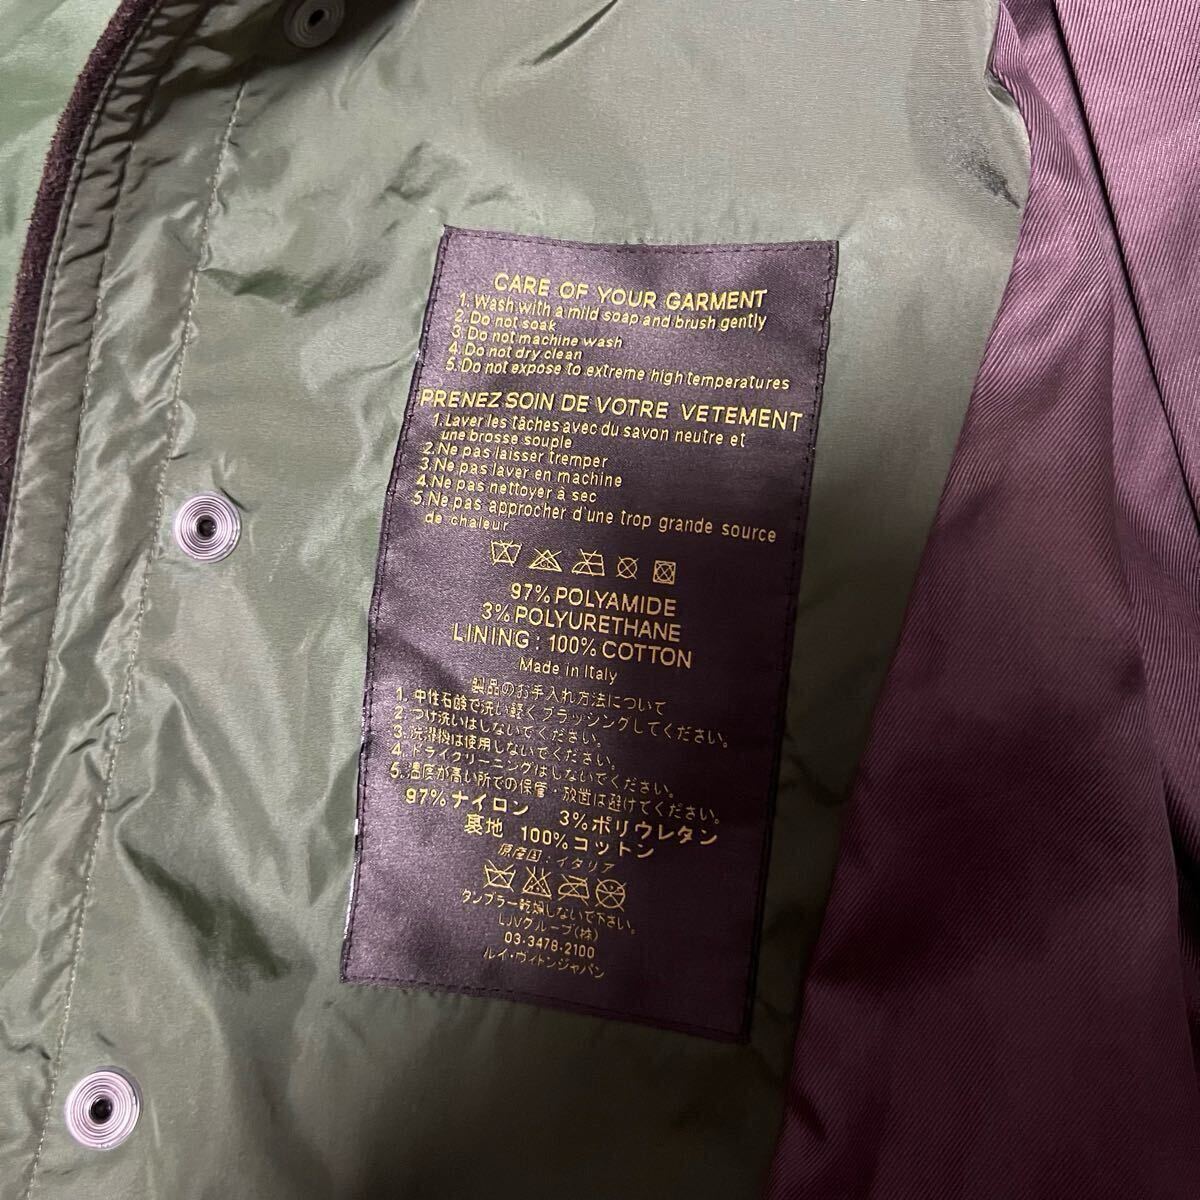 CARE OF YOUR GARMENT
1. Wash with a mild soap and brush gently
2. Do not soak
3. Do not machine wash
4. Do not dry clean
5. Do not expose to extreme high temperatures
PRENEZ SOIN DE VOTRE VETEMENT
1. Laver les tâches avec du savon neutre et
une brosse souple
2. Ne pas laisser tremper
3. Ne pas laver en machine
4. Ne pas nettoyer à sec
5. Ne pas approcher d'une trop grande source
de chaleur
97% POLYAMIDE
3% POLYURETHANE
LINING : 100% COTTON
Made in Italy
製品のお手入れ方法について
1. 中性石鹸で洗い軽くブラッシングしてください。
2. つけ洗いはしないでください。
3. 洗濯機は使用しないでください。
4. ドライクリーニングはしないでください。
5. 温度が高い所での保管・放置は避けてください。
97% ナイロン 3% ポリウレタン
裏地 100% コットン
原産国 : イタリア
タンブラー乾燥しないで下さい。
LJVグループ(株)
03-3478-2100
ルイ・ヴィトンジャパン